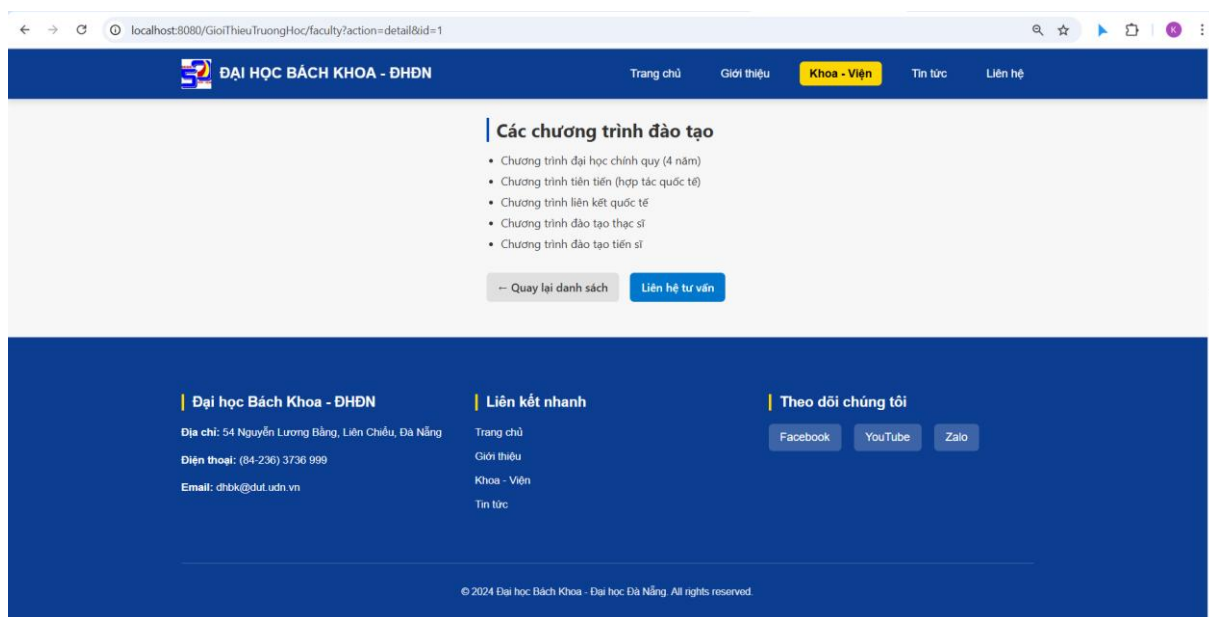 localhost:8080/GioiThieuTruongHoc/faculty?action=detail&id=1
K
ĐẠI HỌC BÁCH KHOA - ĐHĐN
Trang chủ
Giới thiệu
Khoa - Viện
Tin tức
Liên hệ
Các chương trình đào tạo
• Chương trình đại học chính quy (4 năm)
• Chương trình tiên tiến (hợp tác quốc tế)
• Chương trình liên kết quốc tế
• Chương trình đào tạo thạc sĩ
• Chương trình đào tạo tiến sĩ
← Quay lại danh sách
Liên hệ tư vấn
Đại học Bách Khoa - ĐHĐN
Địa chỉ: 54 Nguyễn Lương Bằng, Liên Chiểu, Đà Nẵng
Điện thoại: (84-236) 3736 999
Email: dhbk@dut.udn.vn
Liên kết nhanh
Trang chủ
Giới thiệu
Khoa - Viện
Tin tức
Theo dõi chúng tôi
Facebook
YouTube
Zalo
© 2024 Đại học Bách Khoa - Đại học Đà Nẵng. All rights reserved.